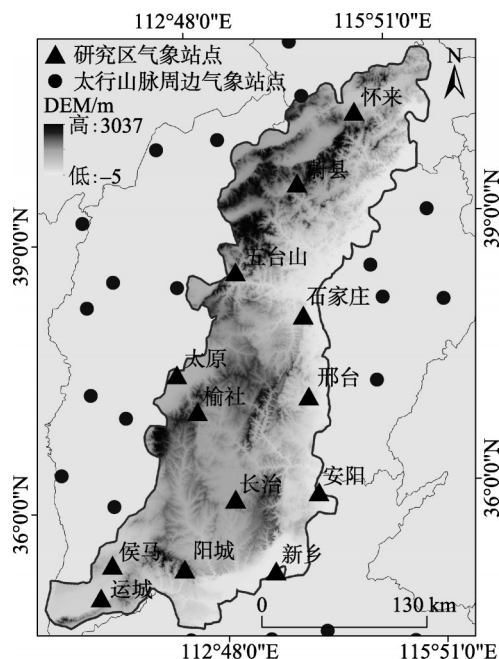 112°48'0"E 115°51'0"E
▲ 研究区气象站点
● 太行山脉周边气象站点
DEM/m
高:3037
低:–5
N
怀来
蔚县
39°0'0"N
39°0'0"N
五台山
石家庄
太原
邢台
榆社
长治
安阳
36°0'0"N
36°0'0"N
侯马
阳城
新乡
运城
0 130 km
112°48'0"E 115°51'0"E